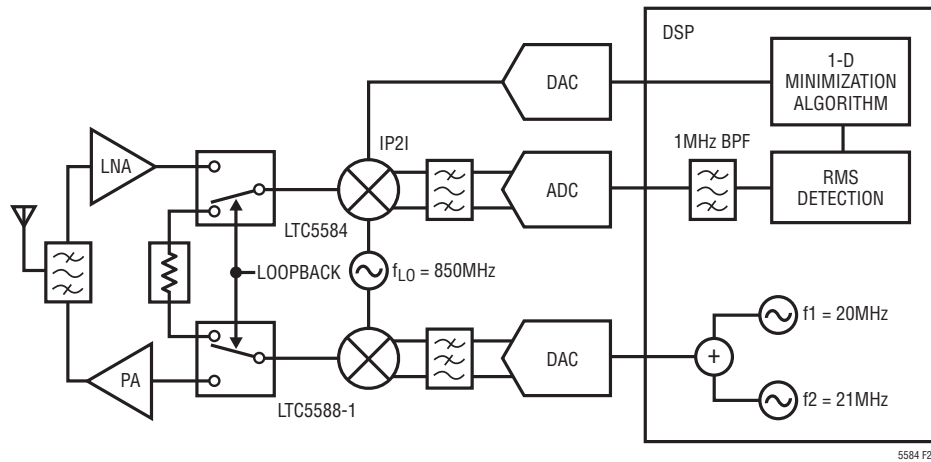 DSP
DAC
1-D
MINIMIZATION
ALGORITHM
LNA
IP2I
1MHz BPF
ADC
RMS
DETECTION
LTC5584
LOOPBACK
fLO = 850MHz
f1 = 20MHz
PA
DAC
+
f2 = 21MHz
LTC5588-1
5584 F2